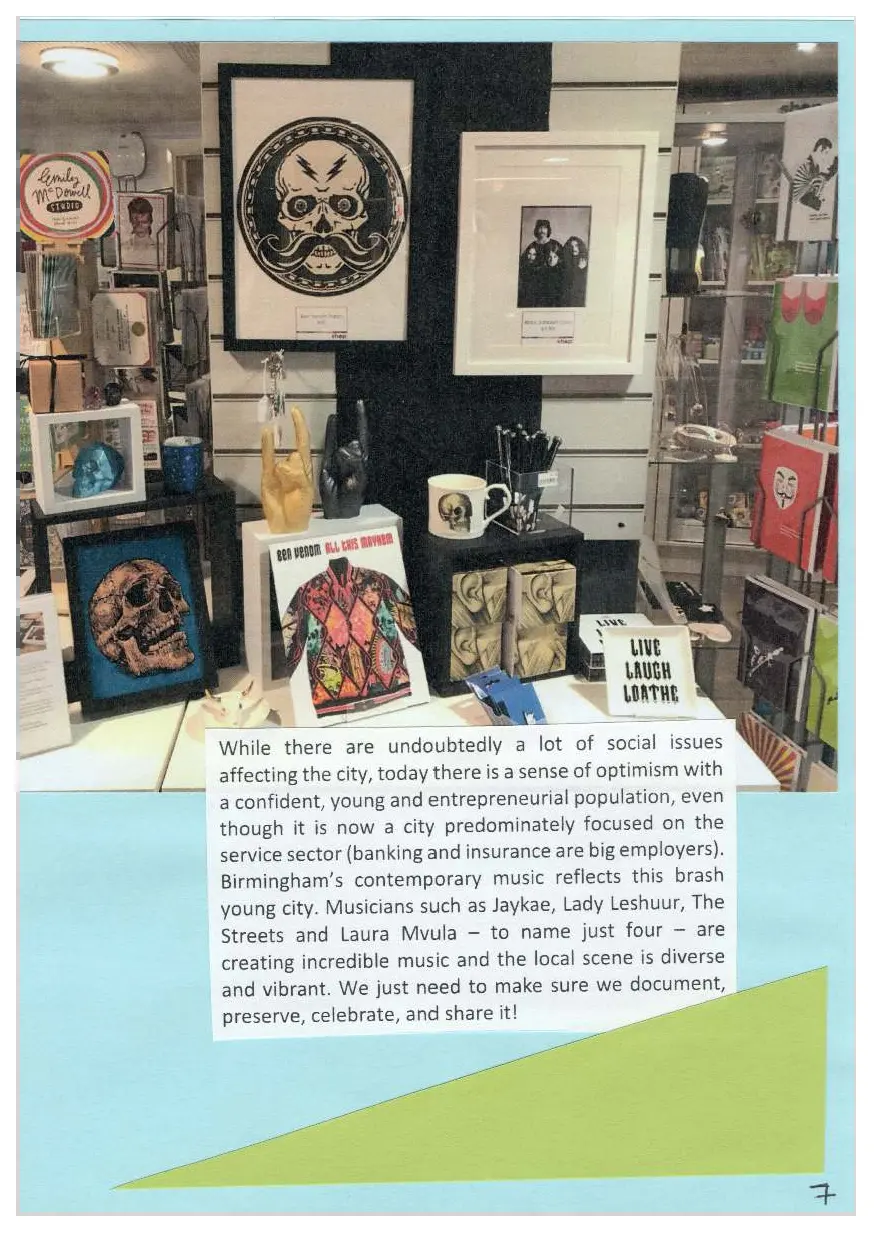 Emily
McDowell
STUDIO
shop
shop
BEN VENOM ALL THIS MAYHEM
LIVE
LIVE
LAUGH
LOATHE
While there are undoubtedly a lot of social issues
affecting the city, today there is a sense of optimism with
a confident, young and entrepreneurial population, even
though it is now a city predominately focused on the
service sector (banking and insurance are big employers).
Birmingham’s contemporary music reflects this brash
young city. Musicians such as Jaykae, Lady Leshuur, The
Streets and Laura Mvula – to name just four – are
creating incredible music and the local scene is diverse
and vibrant. We just need to make sure we document,
preserve, celebrate, and share it!
7